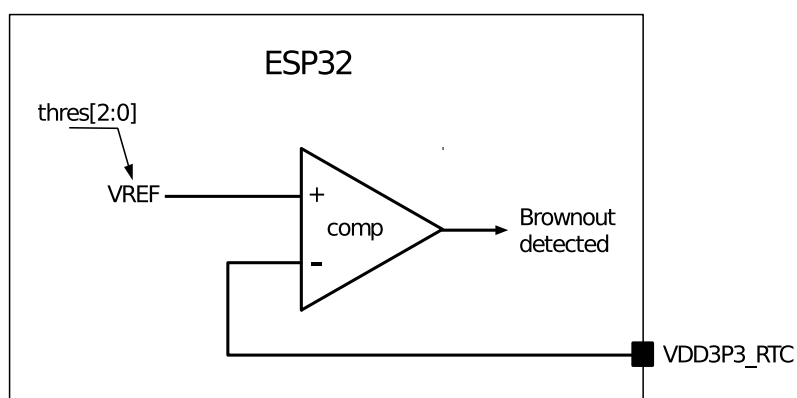 ESP32
thres[2:0]
VREF
+
comp
-
Brownout
detected
VDD3P3_RTC